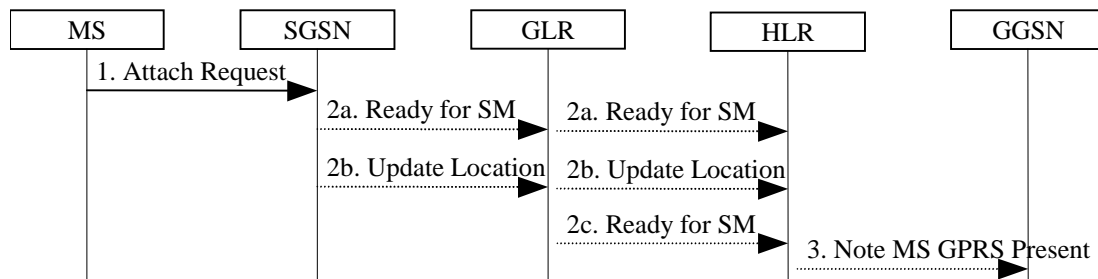 MS SGSN GLR HLR GGSN
1. Attach Request
2a. Ready for SM 2a. Ready for SM
2b. Update Location 2b. Update Location
2c. Ready for SM
3. Note MS GPRS Present